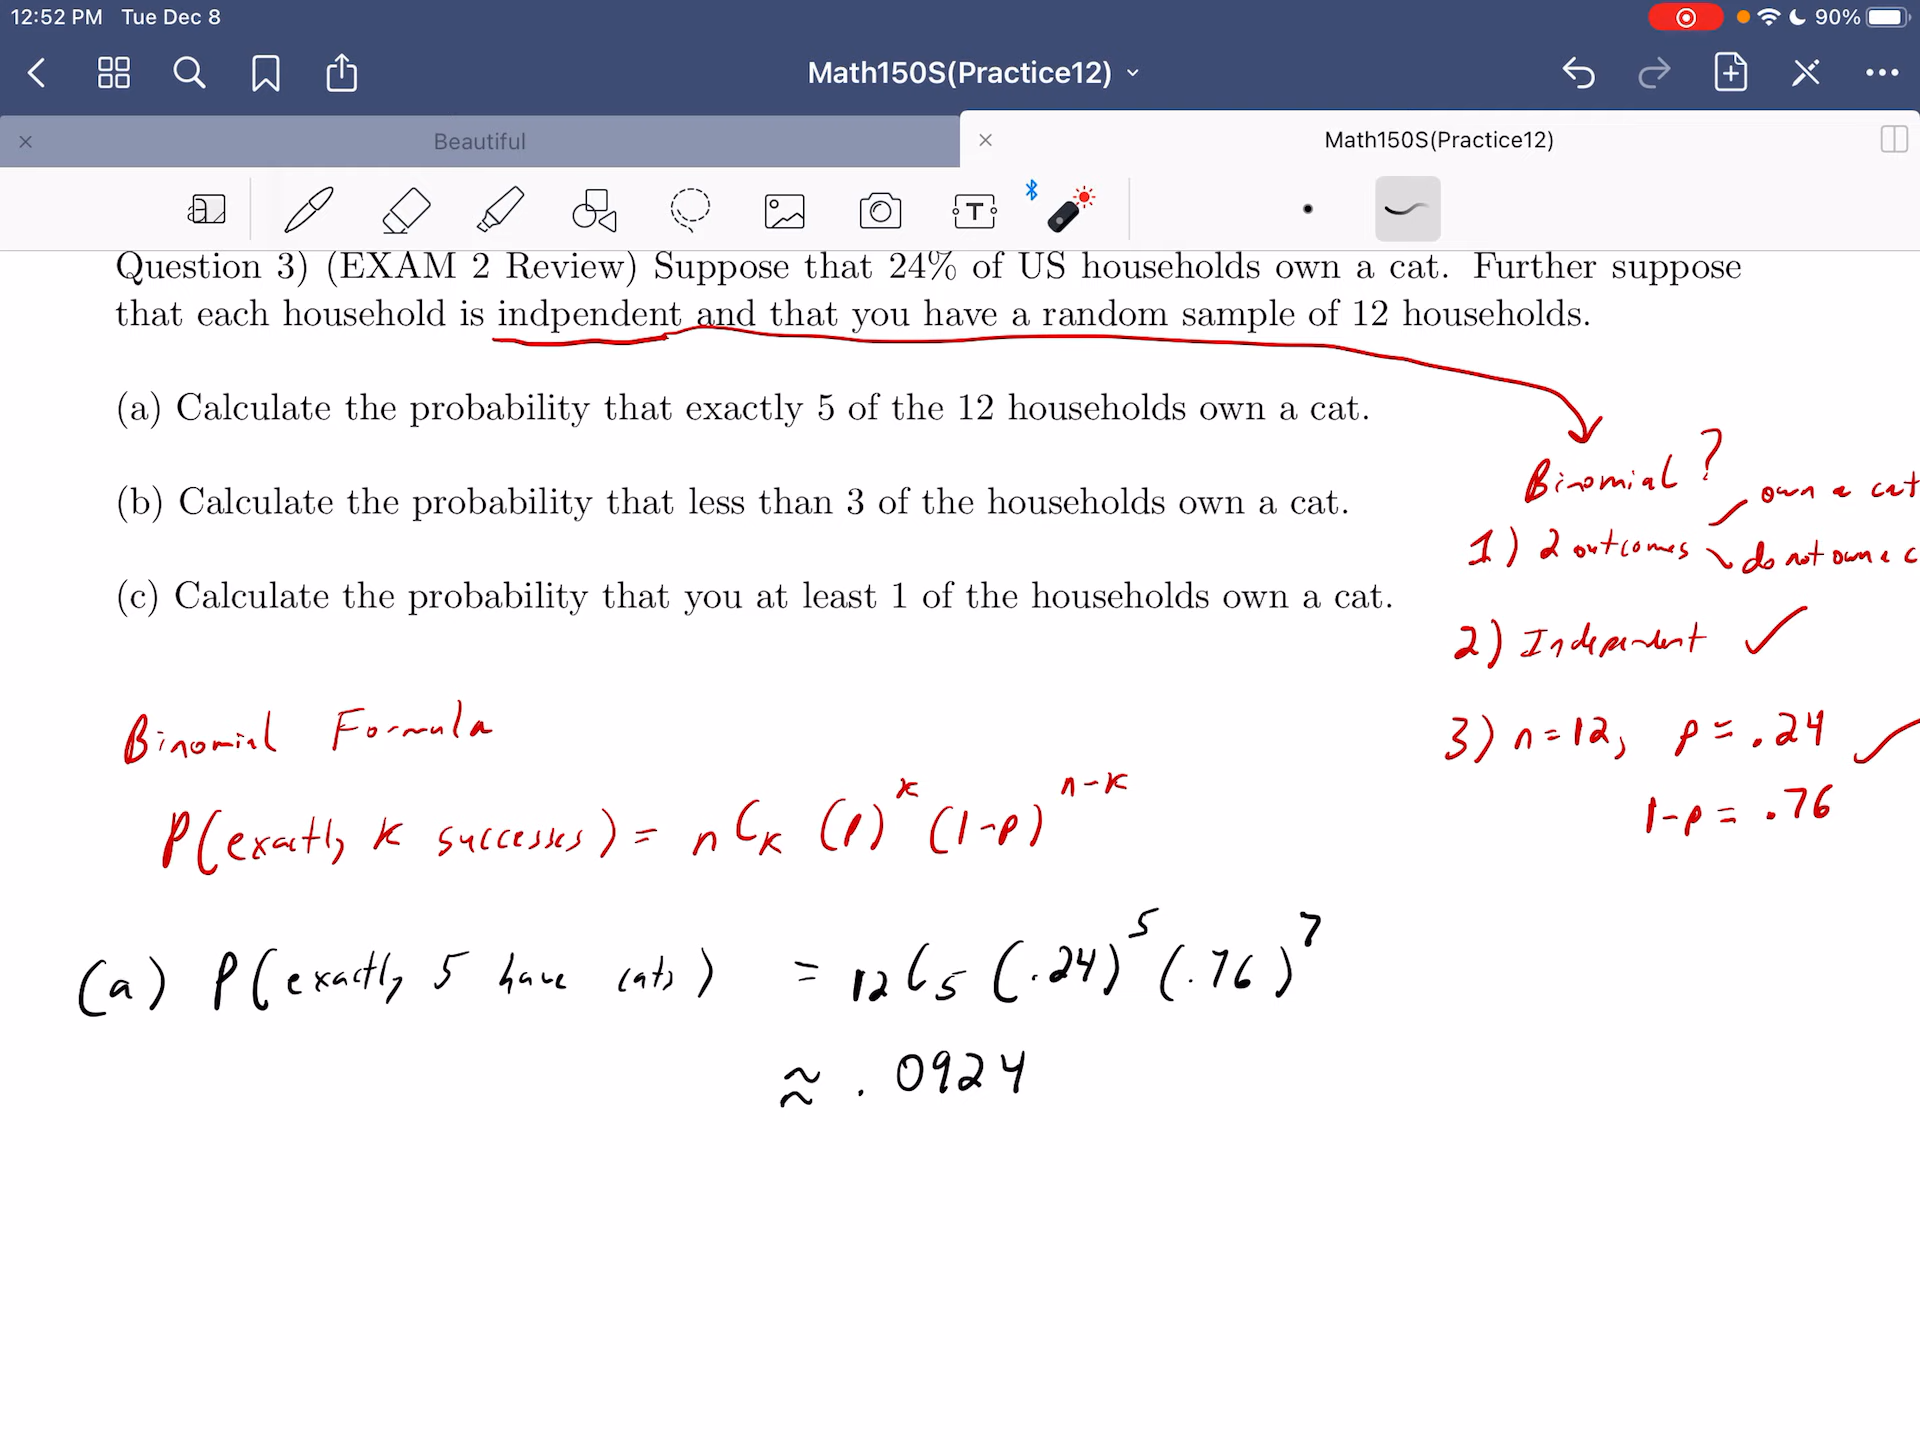 12:52 PM Tue Dec 8
90%
Math150S(Practice12)
Beautiful
Math150S(Practice12)
T
Question 3) (EXAM 2 Review) Suppose that 24% of US households own a cat. Further suppose
that each household is indpendent and that you have a random sample of 12 households.
(a) Calculate the probability that exactly 5 of the 12 households own a cat.
(b) Calculate the probability that less than 3 of the households own a cat.
(c) Calculate the probability that you at least 1 of the households own a cat.
Binomial ?
own a cat
1) 2 outcomes
do not own a c
2) Independent ✓
3) n=12, p=.24 ✓
1-p = .76
Binomial Formula
P(exactly k successes) = nCk (p)^k (1-p)^n-k
(a) P(exactly 5 have cats) = 12C5 (.24)^5 (.76)^7
≈ .0924